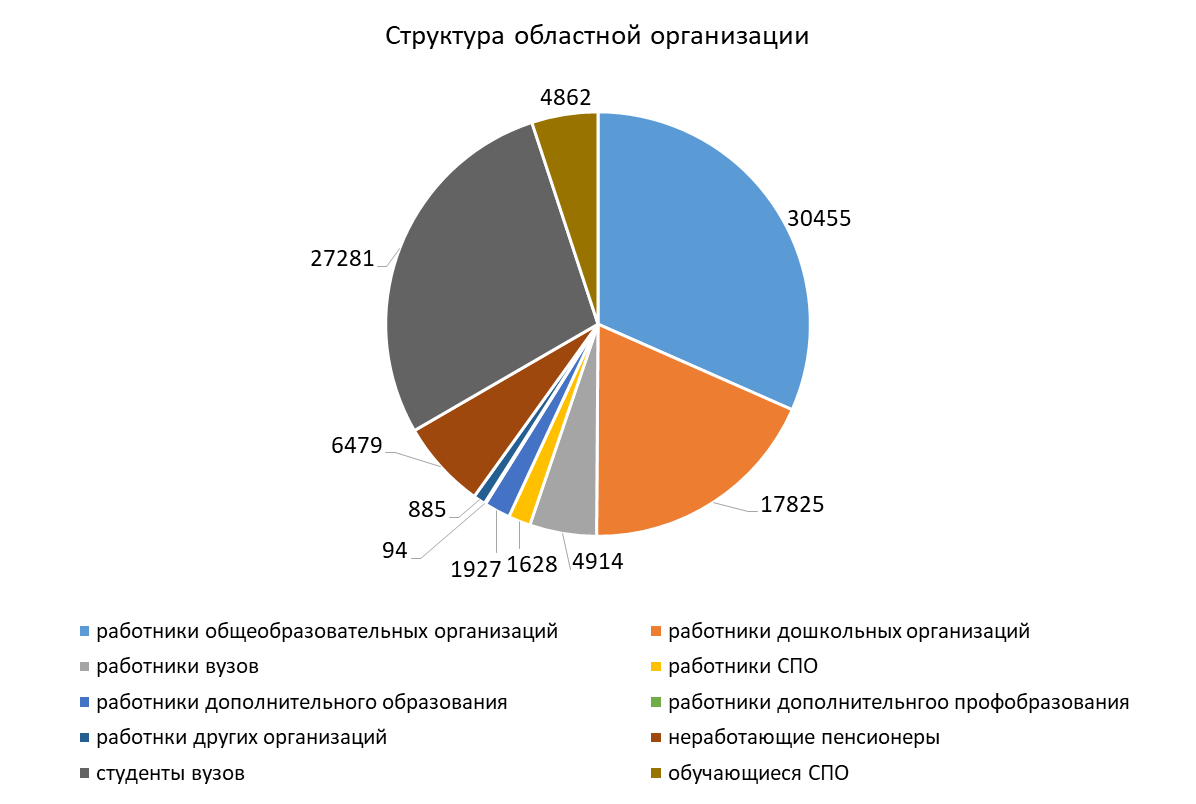 Структура областной организации
4862
30455
27281
6479
885
94
1927
1628
4914
17825
работники общеобразовательных организаций
работники дошкольных организаций
работники вузов
работники СПО
работники дополнительного образования
работники дополнительнгоо профобразования
работнки других организаций
неработающие пенсионеры
студенты вузов
обучающиеся СПО